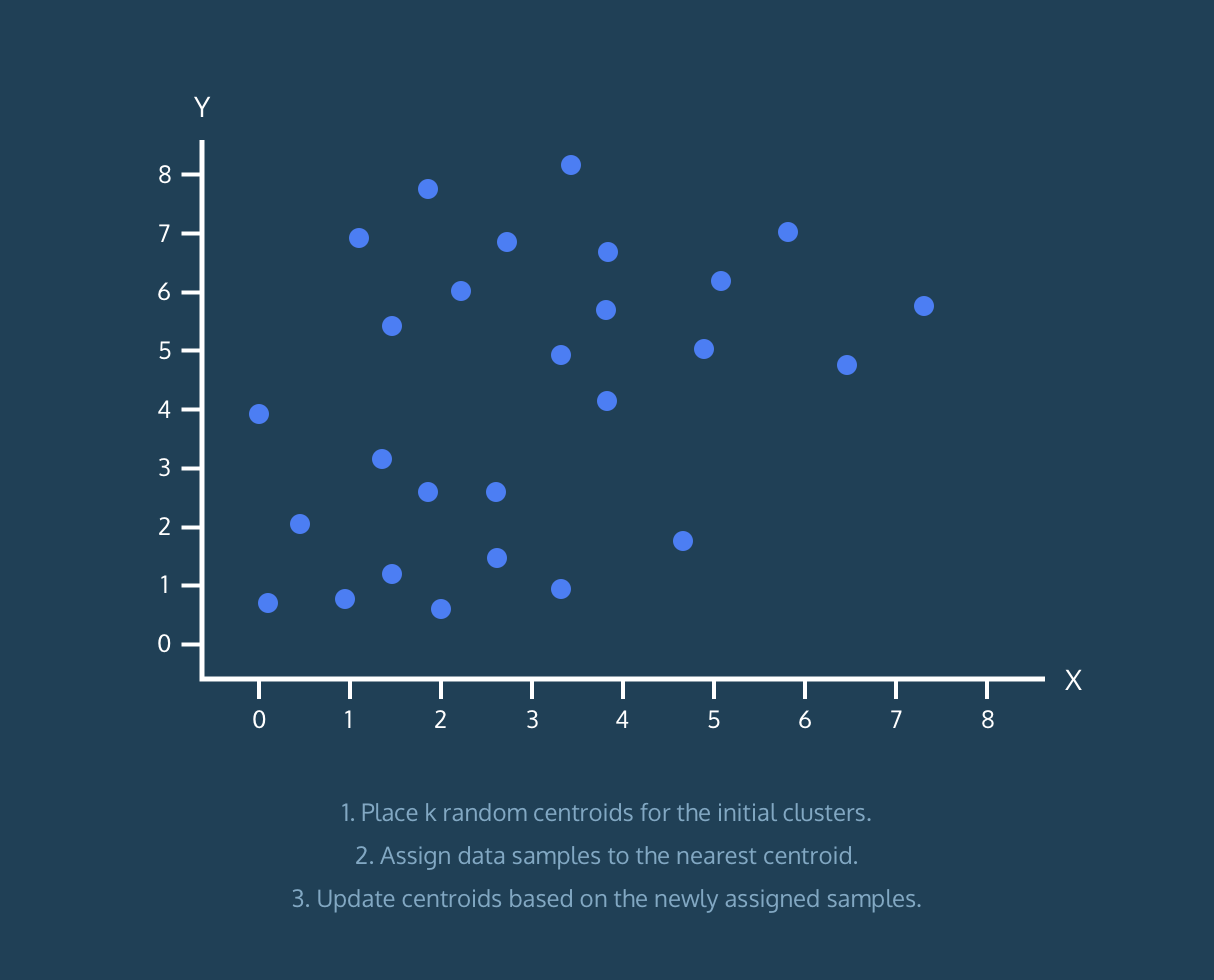 Y
8
7
6
5
4
3
2
1
0
X
0 1 2 3 4 5 6 7 8
1. Place k random centroids for the initial clusters.
2. Assign data samples to the nearest centroid.
3. Update centroids based on the newly assigned samples.